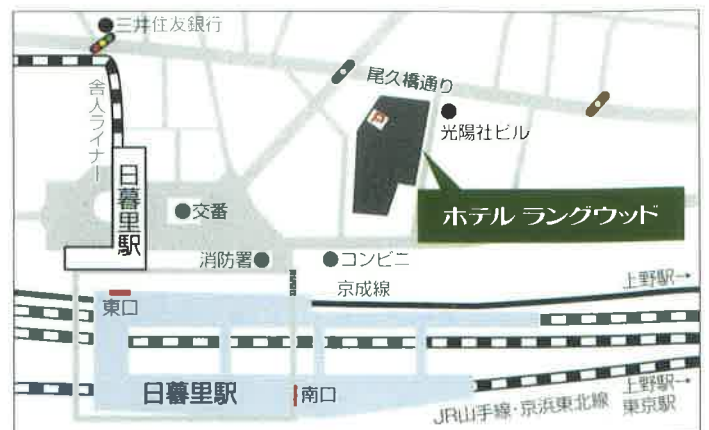 三井住友銀行
尾久橋通り
舎人ライナー
光陽社ビル
日暮里駅
交番
ホテル ラングウッド
消防署
コンビニ
京成線
上野駅→
東口
日暮里駅
南口
上野駅→
東京駅
JR山手線・京浜東北線